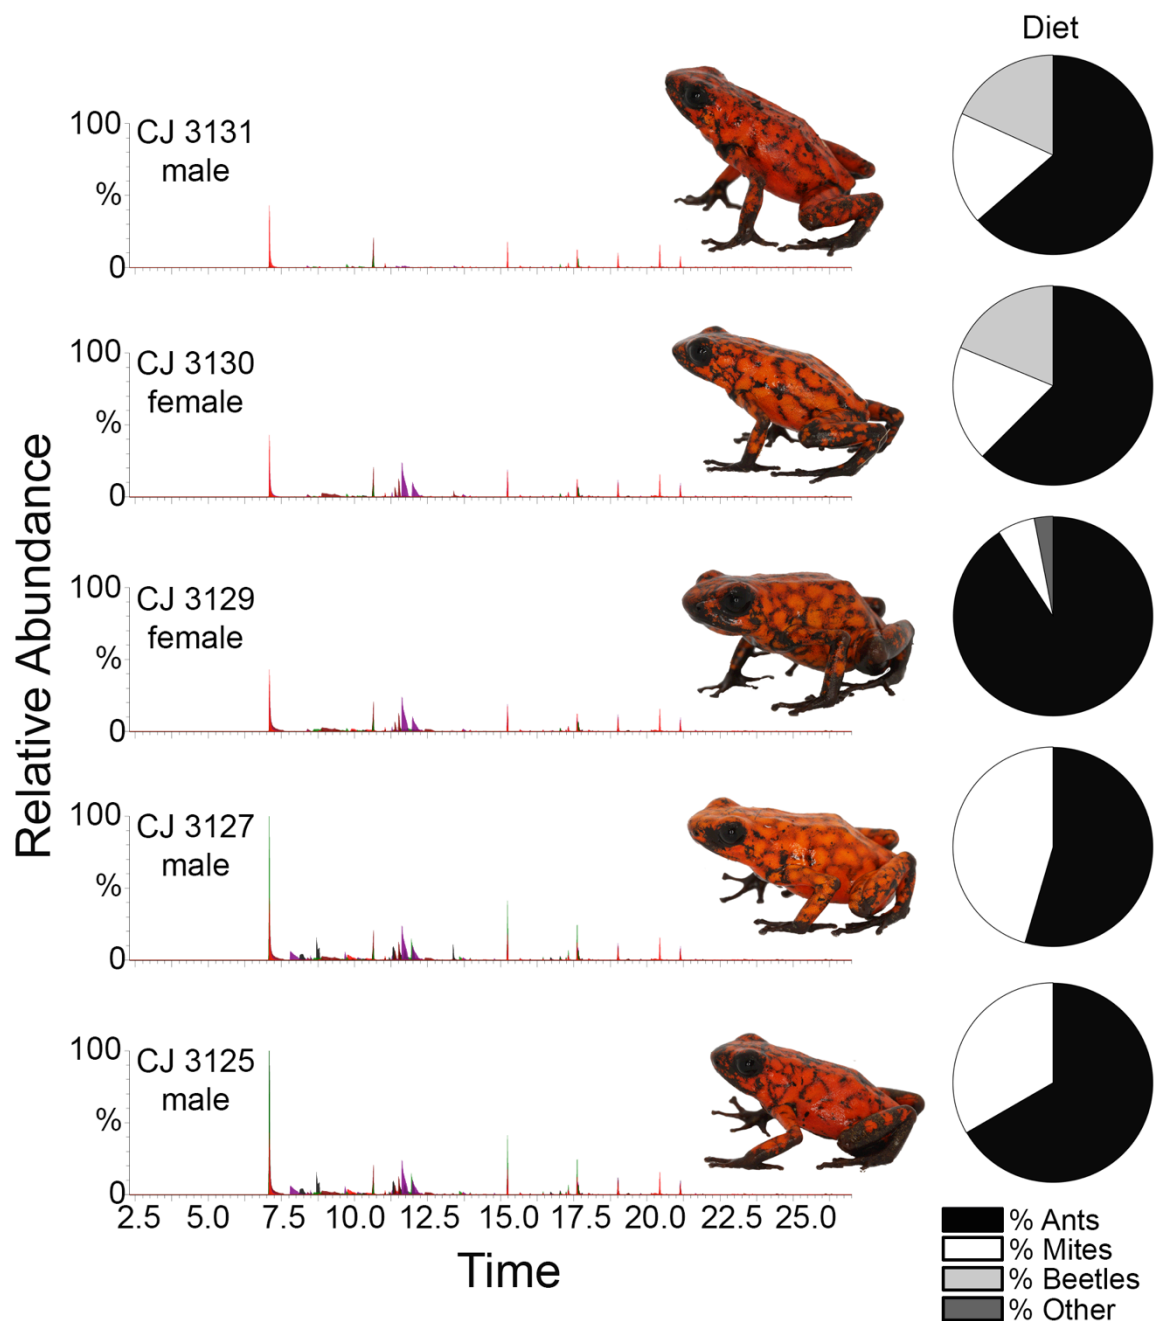 Diet
Relative Abundance
100
%
0
CJ 3131
male
100
%
0
CJ 3130
female
100
%
0
CJ 3129
female
100
%
0
CJ 3127
male
100
%
0
CJ 3125
male
2.5 5.0 7.5 10.0 12.5 15.0 17.5 20.0 22.5 25.0
Time
% Ants
% Mites
% Beetles
% Other